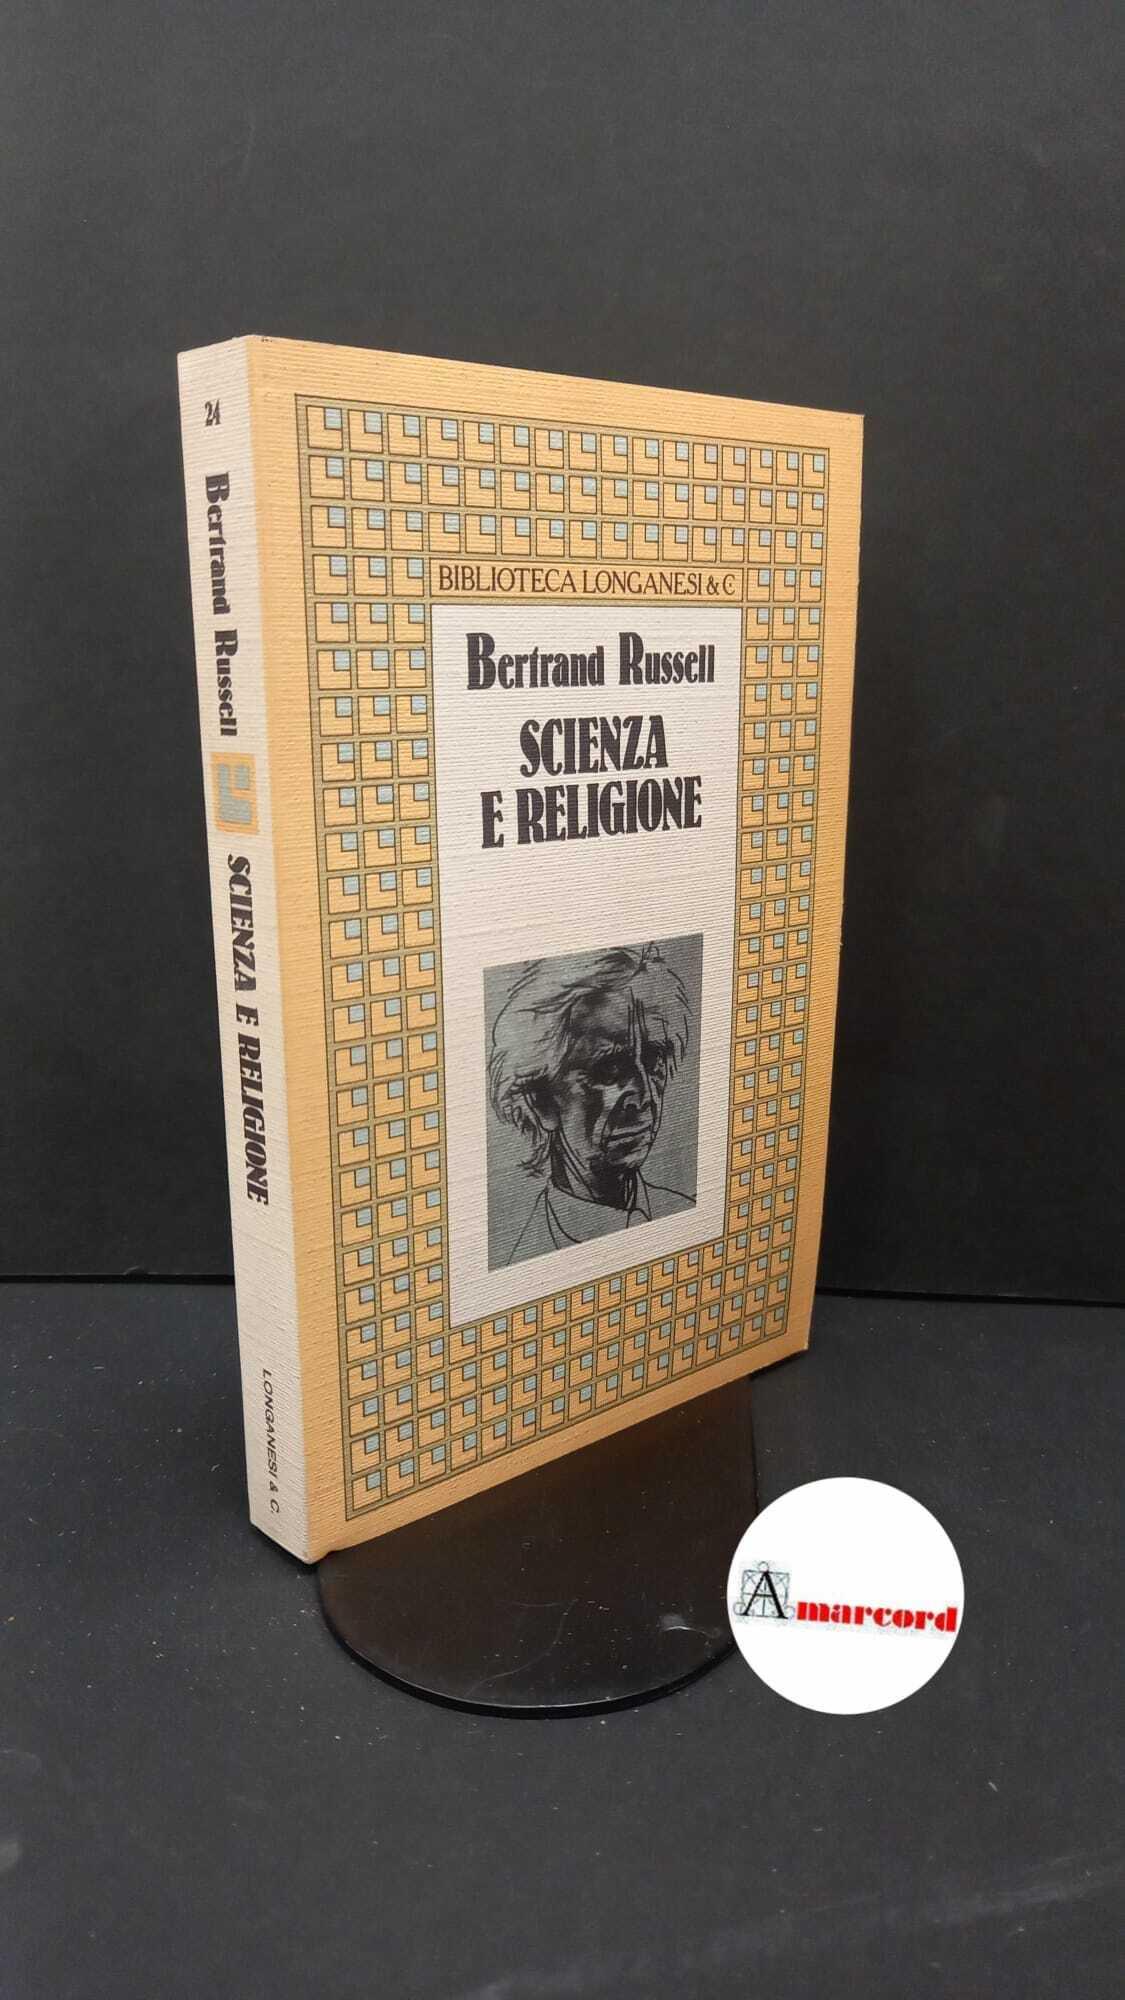 24
Bertrand Russell
SCIENZA E RELIGIONE
LONGANESI & C.
BIBLIOTECA LONGANESI & C.
Bertrand Russell
SCIENZA
E RELIGIONE
Amarcord